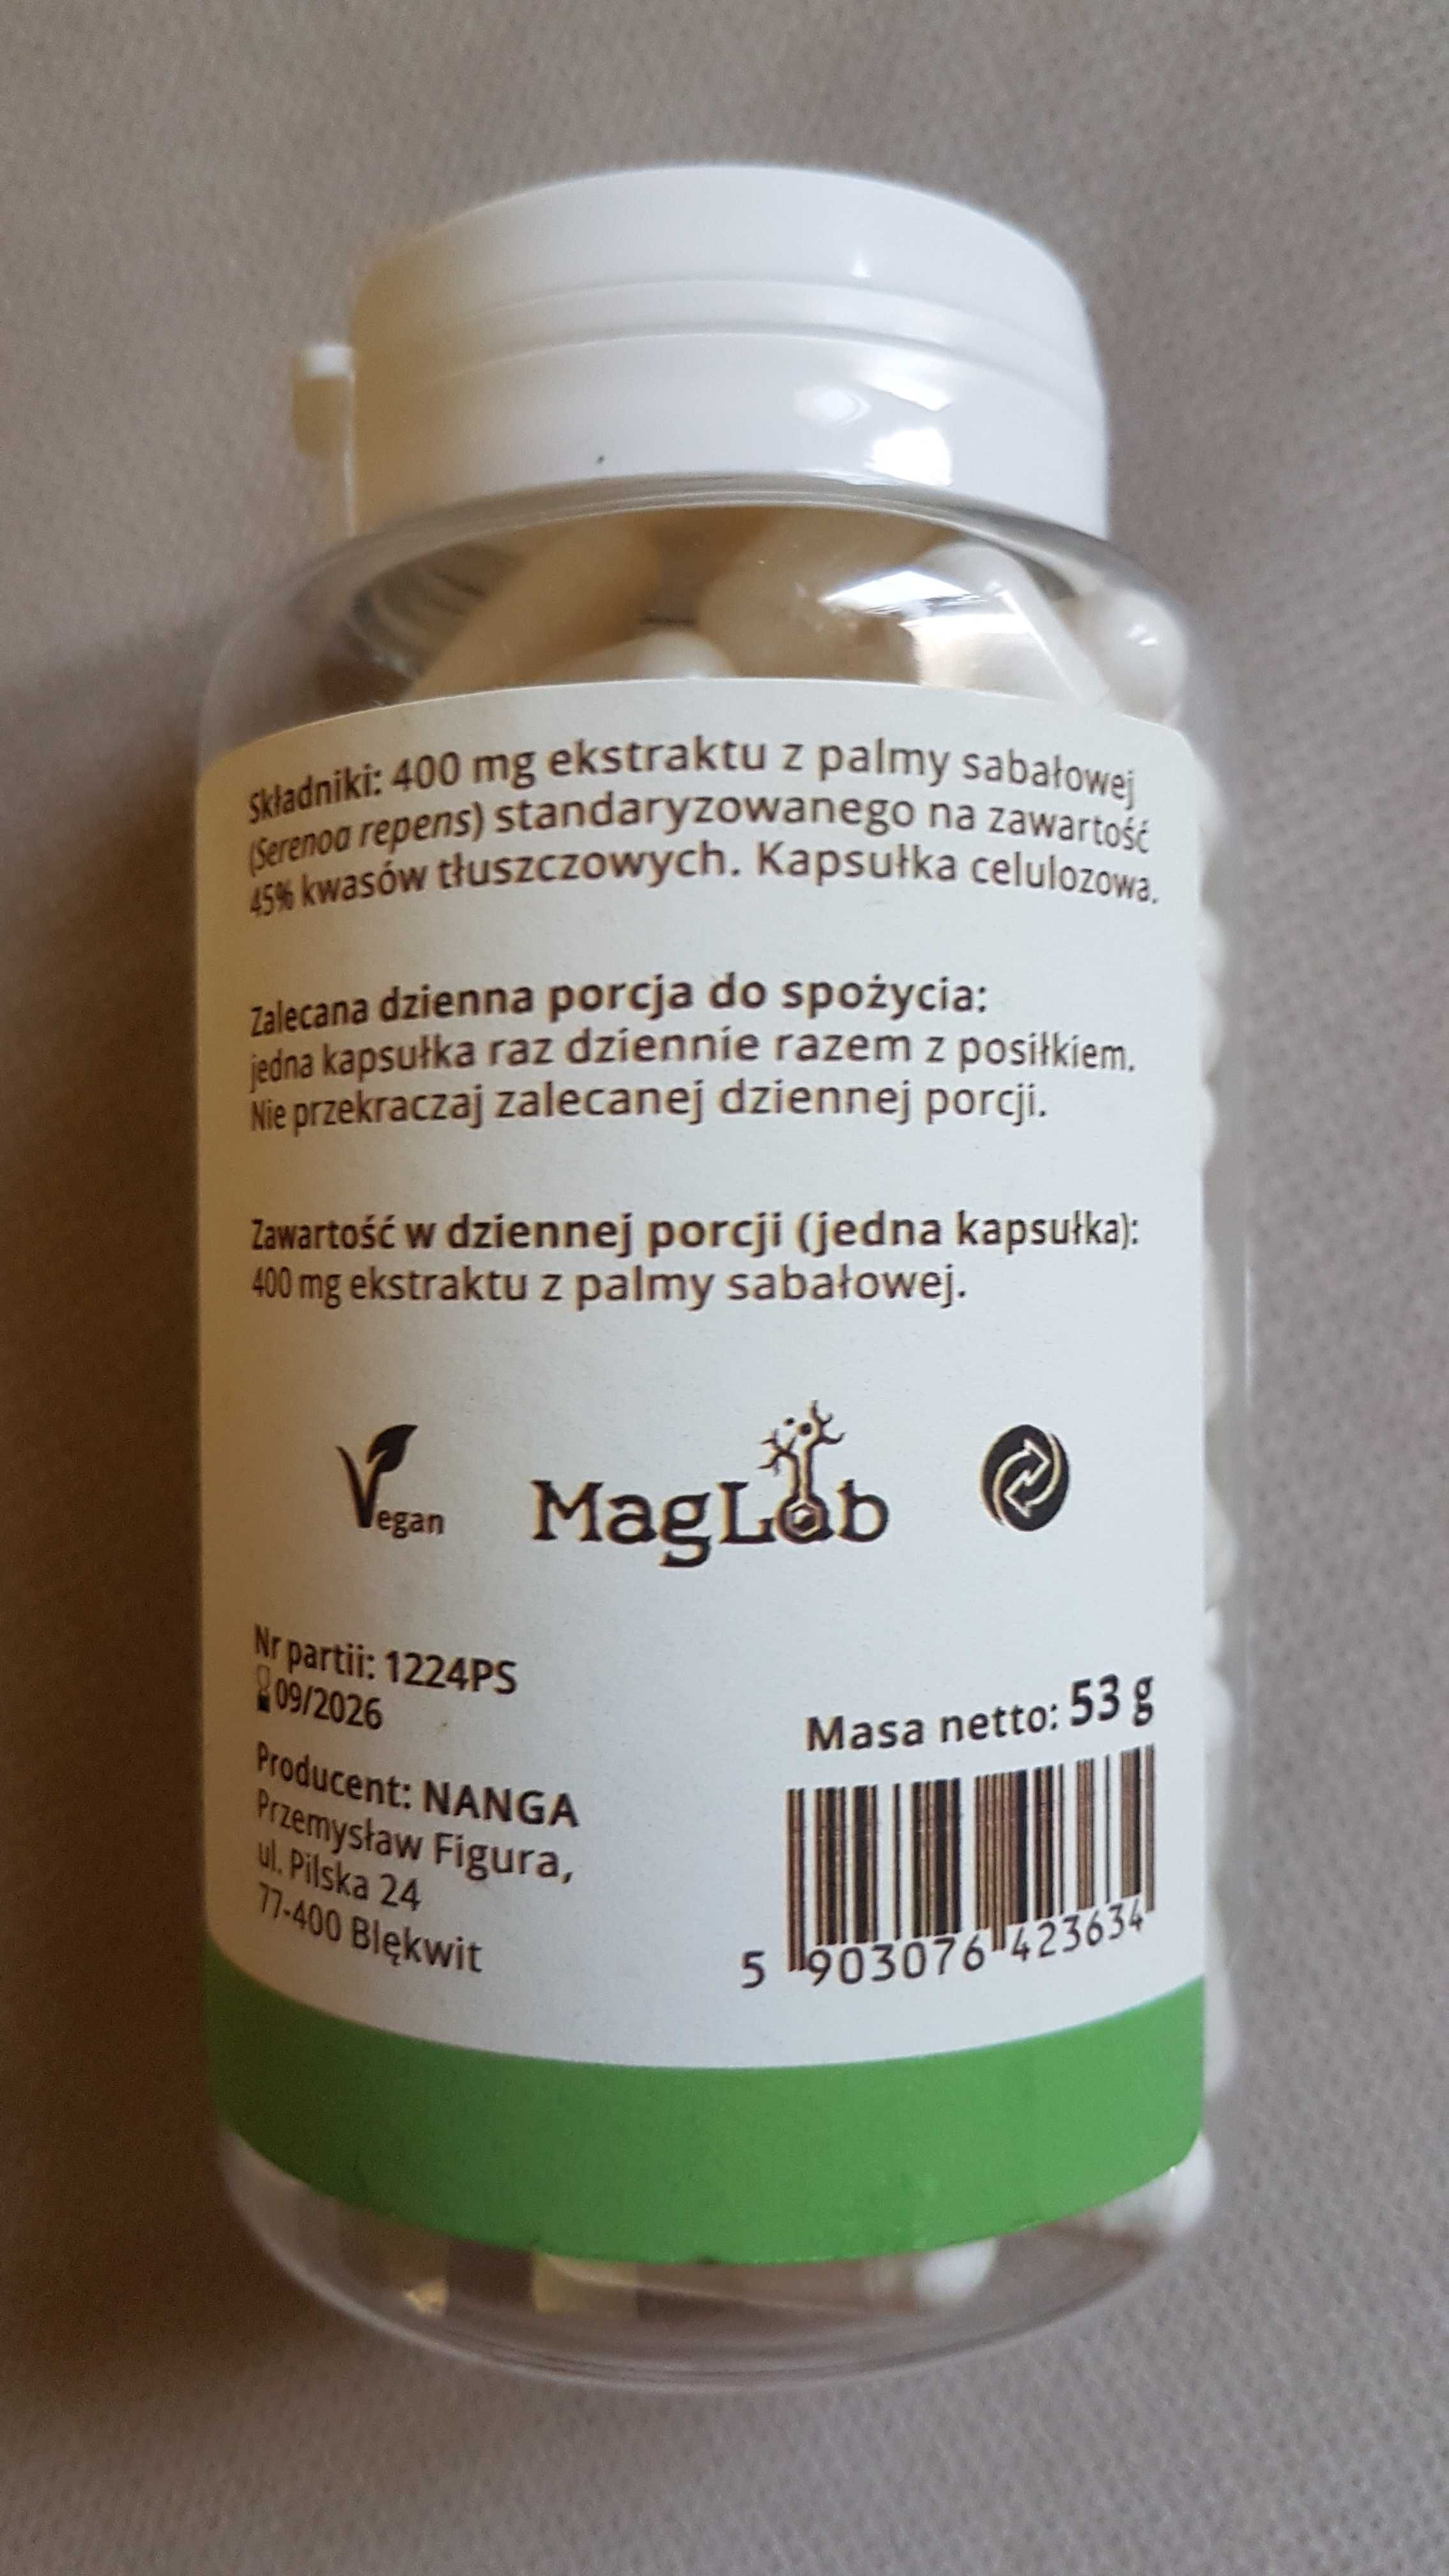 Składniki: 400 mg ekstraktu z palmy sabałowej
(Serenoa repens) standaryzowanego na zawartość
45% kwasów tłuszczowych. Kapsułka celulozowa.
Zalecana dzienna porcja do spożycia:
jedna kapsułka raz dziennie razem z posiłkiem.
Nie przekraczaj zalecanej dziennej porcji.
Zawartość w dziennej porcji (jedna kapsułka):
400 mg ekstraktu z palmy sabałowej.
Vegan
MagLab
Nr partii: 1224PS
09/2026
Producent: NANGA
Przemysław Figura,
ul. Pilska 24
77-400 Blękwit
Masa netto: 53 g
5 903076 423634